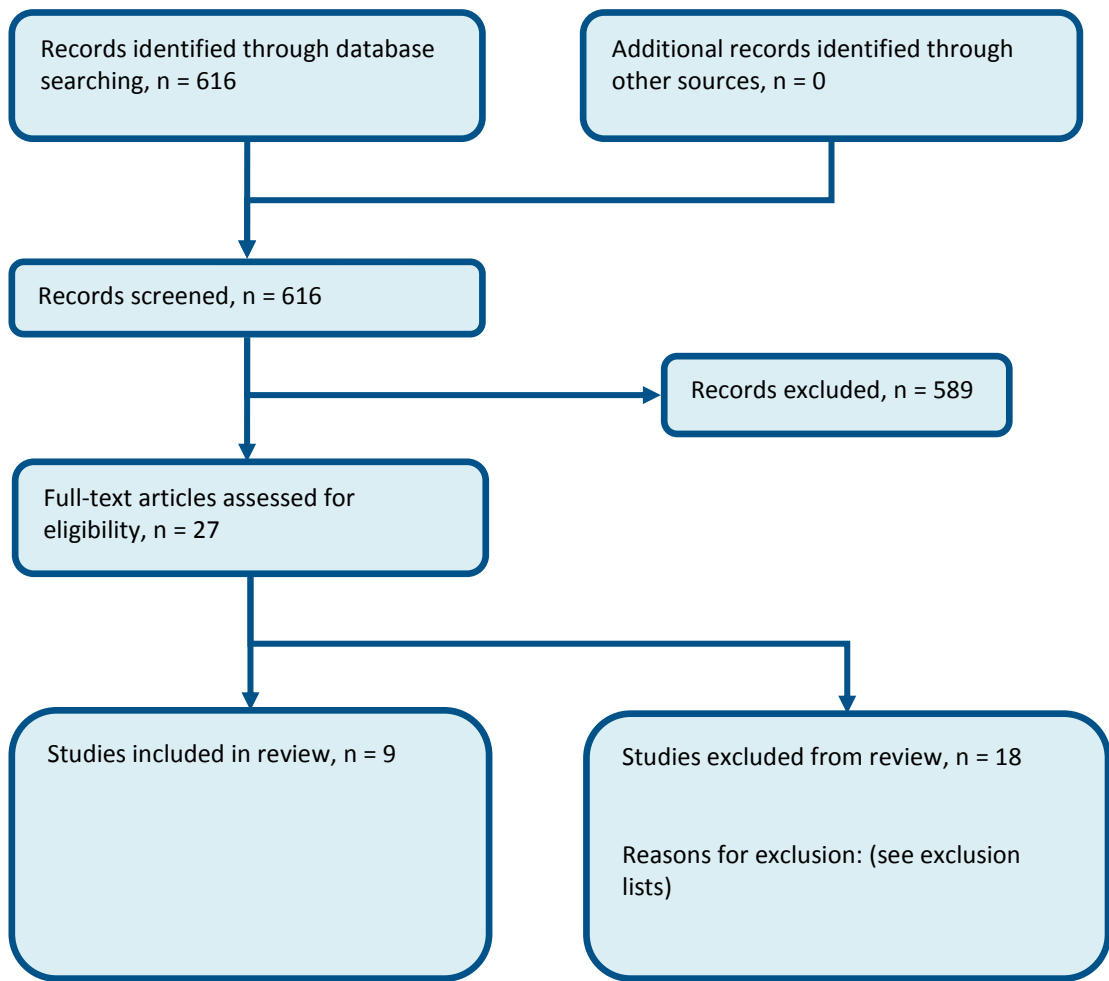 Records identified through database
searching, n = 616
Additional records identified through
other sources, n = 0
Records screened, n = 616
Records excluded, n = 589
Full-text articles assessed for
eligibility, n = 27
Studies included in review, n = 9
Studies excluded from review, n = 18
Reasons for exclusion: (see exclusion
lists)